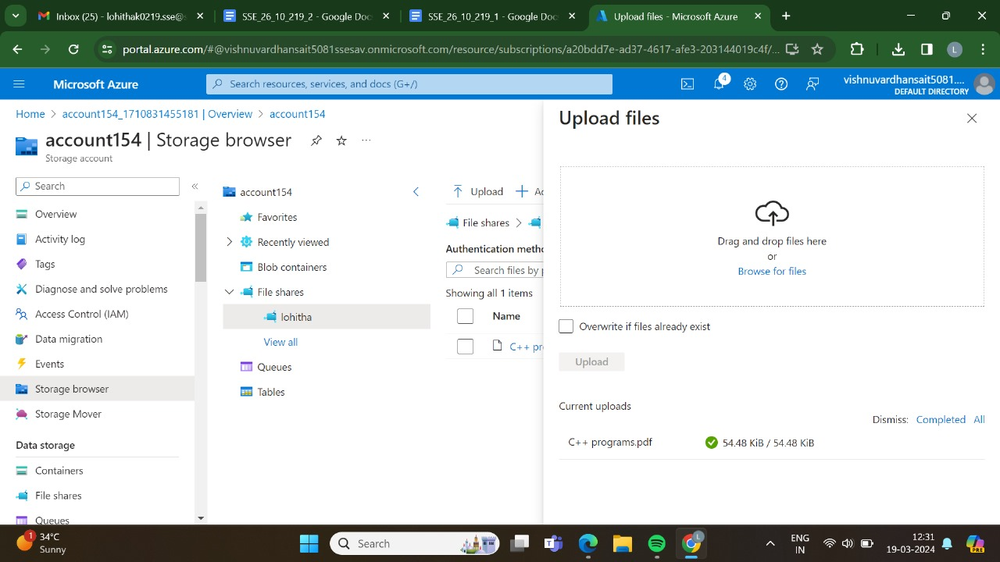 Inbox (25) - lohithak0219.sse@s
SSE_26_10_219_2 - Google Doc
SSE_26_10_219_1 - Google Doc
Upload files - Microsoft Azure
portal.azure.com/#@vishnuvardhansait5081ssesav.onmicrosoft.com/resource/subscriptions/a20bdd7e-ad37-4617-afe3-203144019c4f/...
L
Microsoft Azure
Search resources, services, and docs (G+/)
4
vishnuvardhansait5081....
DEFAULT DIRECTORY
Home > account154_1710831455181 | Overview > account154
account154 | Storage browser
Storage account
Search
Overview
Activity log
Tags
Diagnose and solve problems
Access Control (IAM)
Data migration
Events
Storage browser
Storage Mover
Data storage
Containers
File shares
Queues
account154
Favorites
Recently viewed
Blob containers
File shares
lohitha
View all
Queues
Tables
Upload
Ad
File shares >
Authentication metho
Search files by p
Showing all 1 items
Name
C++ pr
Upload files
Drag and drop files here
or
Browse for files
Overwrite if files already exist
Upload
Current uploads
Dismiss: Completed All
C++ programs.pdf 54.48 KiB / 54.48 KiB
1
34°C
Sunny
Search
L
ENG
IN
12:31
19-03-2024
PRE